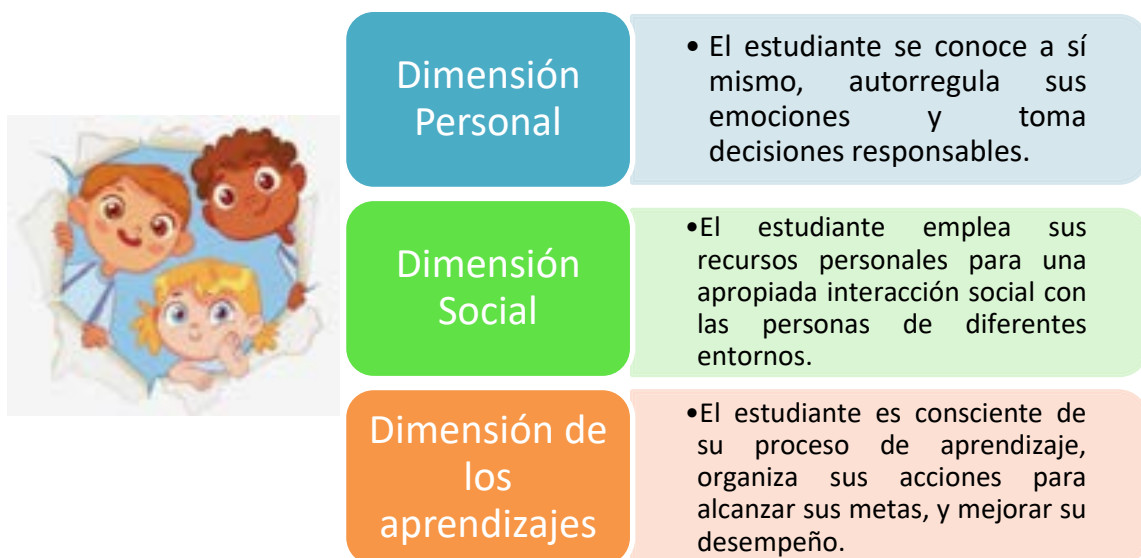 Dimensión
Personal
• El estudiante se conoce a sí
mismo, autorregula sus
emociones y toma
decisiones responsables.
Dimensión
Social
•El estudiante emplea sus
recursos personales para una
apropiada interacción social con
las personas de diferentes
entornos.
Dimensión de
los
aprendizajes
•El estudiante es consciente de
su proceso de aprendizaje,
organiza sus acciones para
alcanzar sus metas, y mejorar su
desempeño.